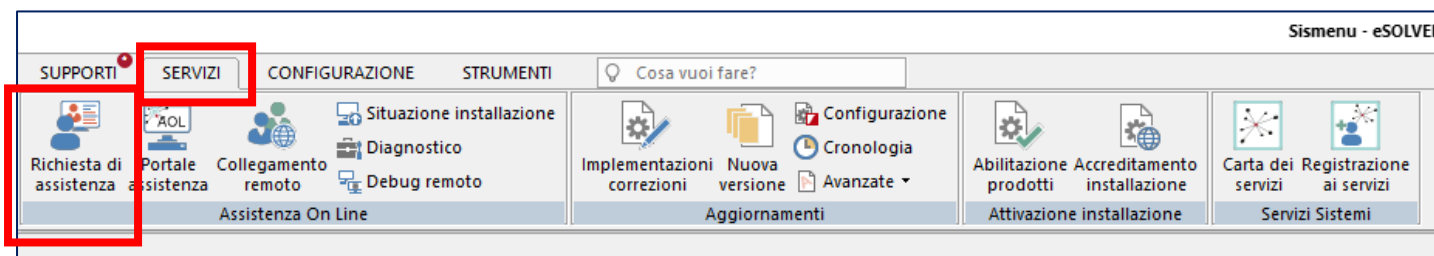 Sismenu - eSOLVE
SUPPORTI SERVIZI CONFIGURAZIONE STRUMENTI Cosa vuoi fare?
AOL
Richiesta di assistenza
Portale assistenza
Collegamento remoto
Situazione installazione
Diagnostico
Debug remoto
Assistenza On Line
Implementazioni correzioni
Nuova versione
Configurazione
Cronologia
Avanzate
Aggiornamenti
Abilitazione prodotti
Accreditamento installazione
Attivazione installazione
Carta dei servizi
Registrazione ai servizi
Servizi Sistemi